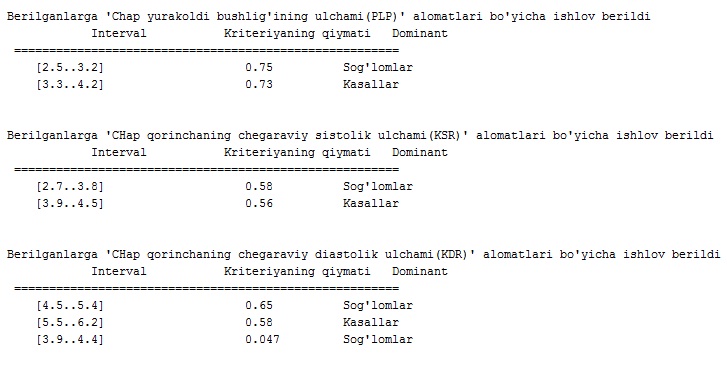 Berilganlarga 'Chap yurakoldi bushlig'ining ulchami(PLP)' alomatlari bo'yicha ishlov berildi
Interval Kriteriyaning qiymati Dominant
=======================================================
[2.5..3.2] 0.75 Sog'lomlar
[3.3..4.2] 0.73 Kasallar
Berilganlarga 'CHap qorinchaning chegaraviy sistolik ulchami(KSR)' alomatlari bo'yicha ishlov berildi
Interval Kriteriyaning qiymati Dominant
=======================================================
[2.7..3.8] 0.58 Sog'lomlar
[3.9..4.5] 0.56 Kasallar
Berilganlarga 'CHap qorinchaning chegaraviy diastolik ulchami(KDR)' alomatlari bo'yicha ishlov berildi
Interval Kriteriyaning qiymati Dominant
=======================================================
[4.5..5.4] 0.65 Sog'lomlar
[5.5..6.2] 0.58 Kasallar
[3.9..4.4] 0.047 Sog'lomlar